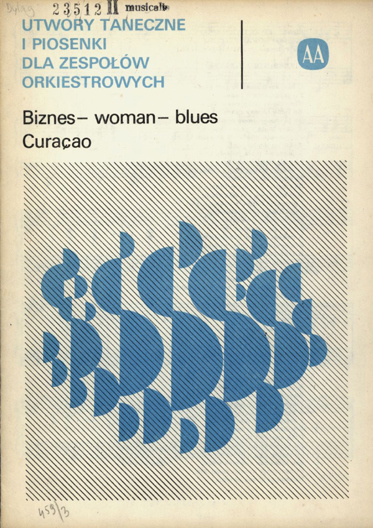 23512 II musicalia
UTWORY TANECZNE
I PIOSENKI
DLA ZESPOŁÓW
ORKIESTROWYCH
AA
Biznes– woman– blues
Curaçao
459/3